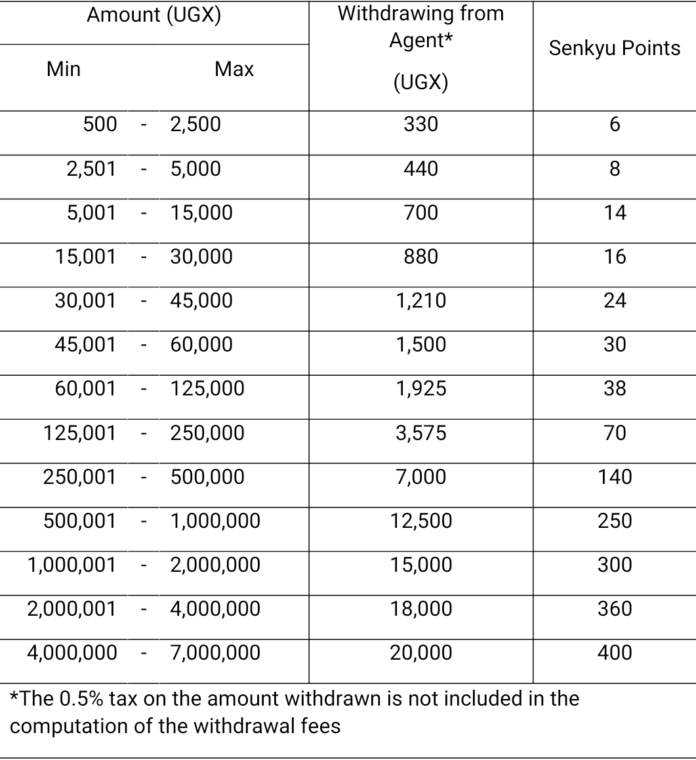 Amount (UGX)
Min Max
Withdrawing from
Agent*
(UGX)
Senkyu Points
500 - 2,500 330 6
2,501 - 5,000 440 8
5,001 - 15,000 700 14
15,001 - 30,000 880 16
30,001 - 45,000 1,210 24
45,001 - 60,000 1,500 30
60,001 - 125,000 1,925 38
125,001 - 250,000 3,575 70
250,001 - 500,000 7,000 140
500,001 - 1,000,000 12,500 250
1,000,001 - 2,000,000 15,000 300
2,000,001 - 4,000,000 18,000 360
4,000,000 - 7,000,000 20,000 400
*The 0.5% tax on the amount withdrawn is not included in the
computation of the withdrawal fees